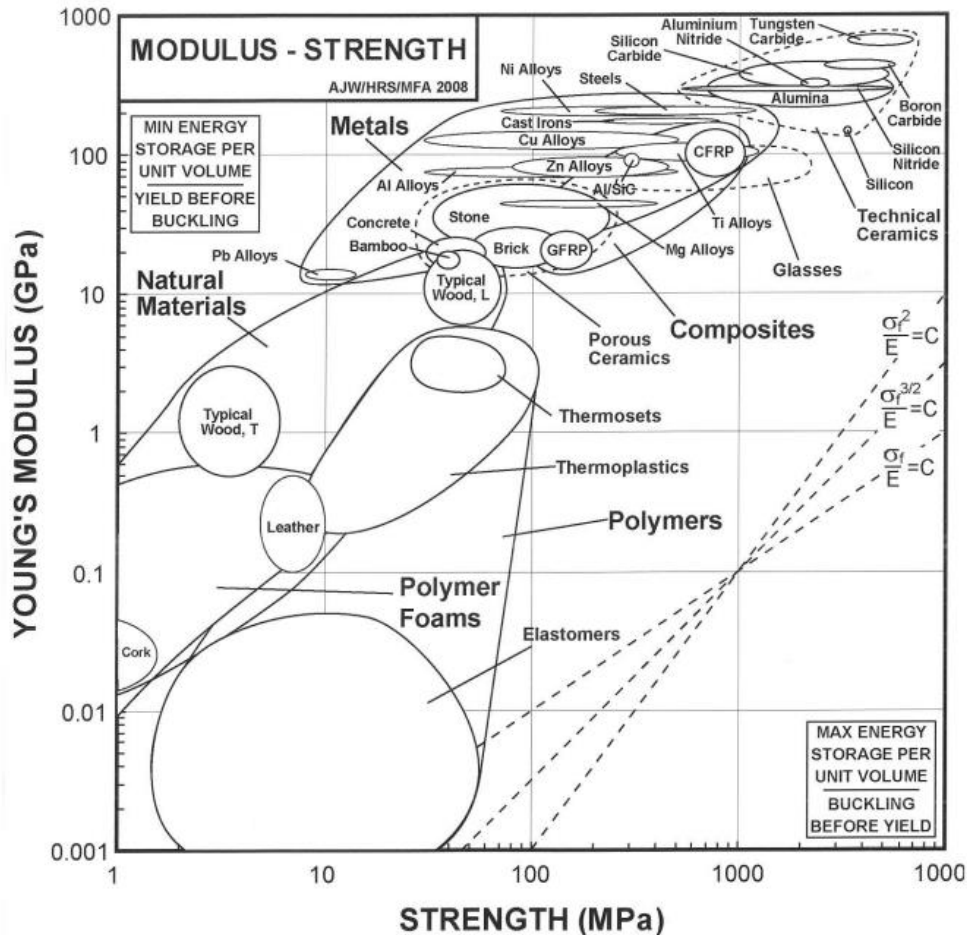 1000
MODULUS - STRENGTH
AJW/HRS/MFA 2008
MIN ENERGY
STORAGE PER
UNIT VOLUME
YIELD BEFORE
BUCKLING
Metals
Ni Alloys
Steels
Silicon
Carbide
Aluminium
Nitride
Tungsten
Carbide
Cast Irons
Cu Alloys
Alumina
Boron
Carbide
Silicon
Nitride
Silicon
Technical
Ceramics
100
Zn Alloys
CFRP
Al Alloys
Al/SiC
Ti Alloys
Glasses
Concrete
Stone
Bamboo
Brick
GFRP
Mg Alloys
Pb Alloys
Typical
Wood, L
Natural
Materials
10
Porous
Ceramics
Composites
σf²/E=C
σf³/²/E=C
σf/E=C
Typical
Wood, T
Thermosets
1
Thermoplastics
Leather
Polymers
0.1
Polymer
Foams
Elastomers
Cork
0.01
MAX ENERGY
STORAGE PER
UNIT VOLUME
BUCKLING
BEFORE YIELD
0.001
YOUNG'S MODULUS (GPa)
1 10 100 1000 1000
STRENGTH (MPa)